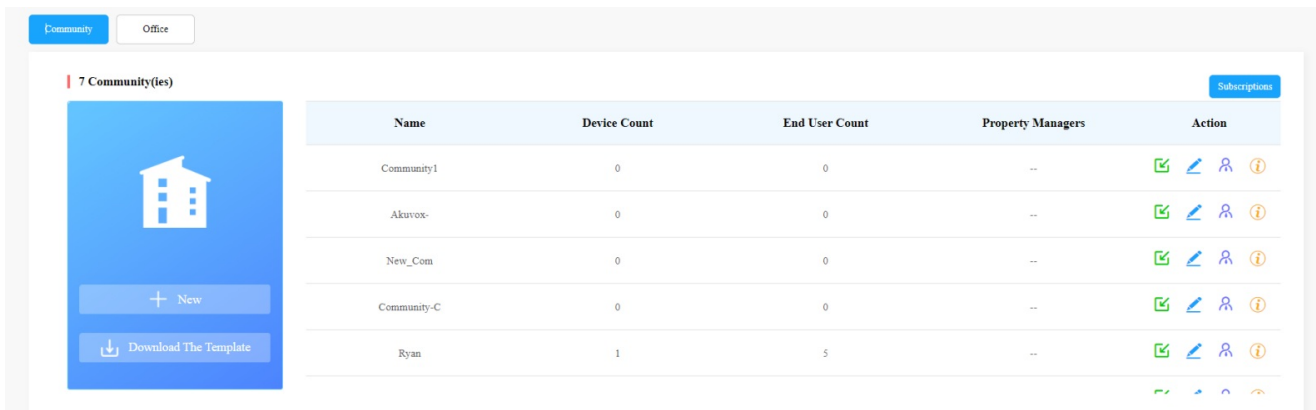 Community Office
7 Community(ies)
Subscriptions
Name Device Count End User Count Property Managers Action
Community1 0 0 --
Akuvox- 0 0 --
New_Com 0 0 --
+ New
Community-C 0 0 --
Download The Template
Ryan 1 5 --